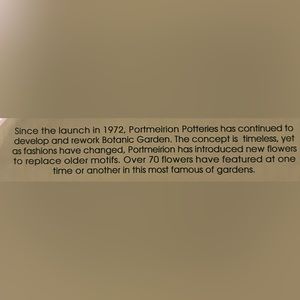 Since the launch in 1972, Portmeirion Potteries has continued to
develop and rework Botanic Garden. The concept is timeless, yet
as fashions have changed, Portmeirion has introduced new flowers
to replace older motifs. Over 70 flowers have featured at one
time or another in this most famous of gardens.